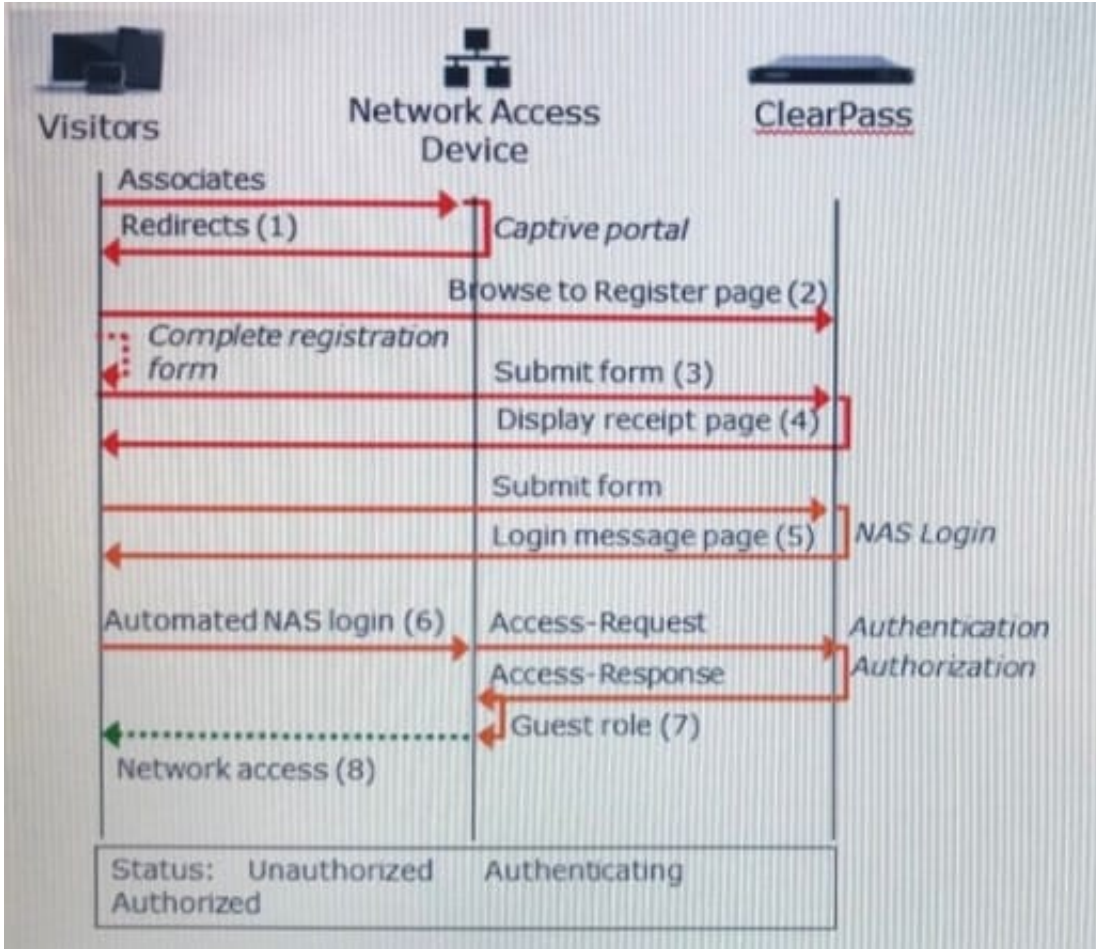 Visitors
Network Access
Device
ClearPass
Associates
Redirects (1)
Captive portal
Browse to Register page (2)
Complete registration
form
Submit form (3)
Display receipt page (4)
Submit form
Login message page (5)
NAS Login
Automated NAS login (6)
Access-Request
Authentication
Access-Response
Authorization
Guest role (7)
Network access (8)
Status: Unauthorized Authenticating
Authorized